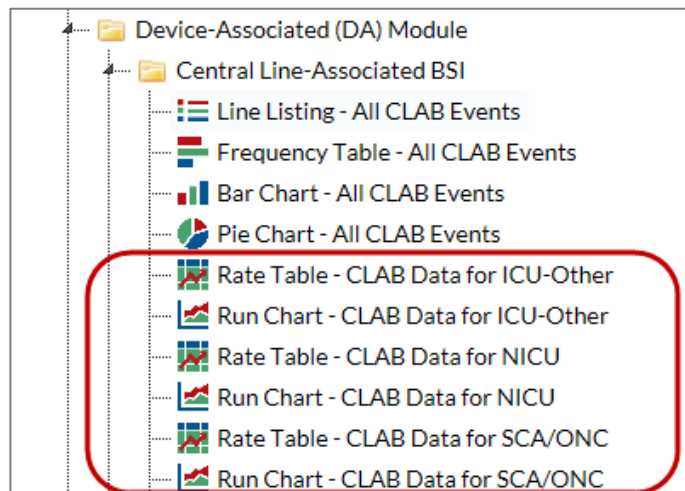 Device-Associated (DA) Module
Central Line-Associated BSI
Line Listing - All CLAB Events
Frequency Table - All CLAB Events
Bar Chart - All CLAB Events
Pie Chart - All CLAB Events
Rate Table - CLAB Data for ICU-Other
Run Chart - CLAB Data for ICU-Other
Rate Table - CLAB Data for NICU
Run Chart - CLAB Data for NICU
Rate Table - CLAB Data for SCA/ONC
Run Chart - CLAB Data for SCA/ONC